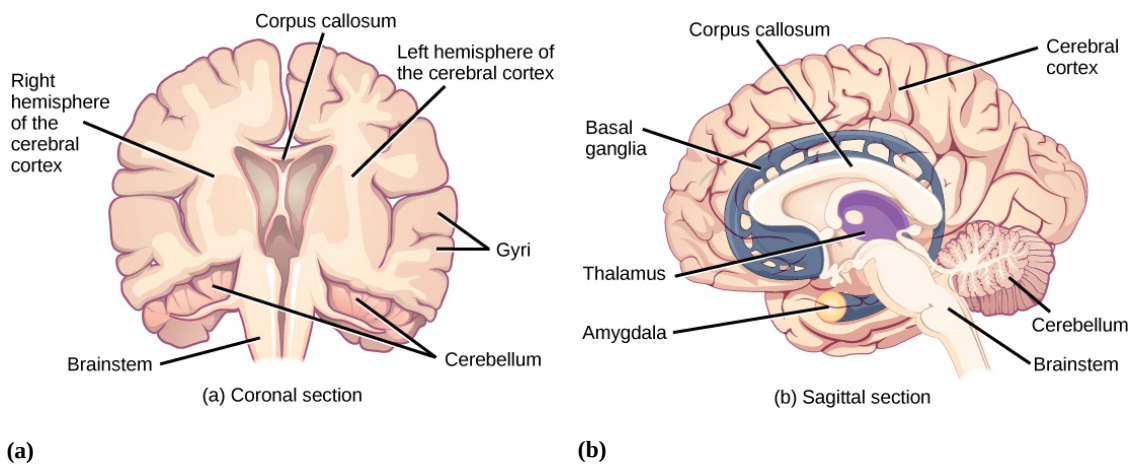 Corpus callosum
Left hemisphere of
the cerebral cortex
Right
hemisphere
of the
cerebral
cortex
Gyri
Brainstem
Cerebellum
(a) Coronal section
(a)
Corpus callosum
Cerebral
cortex
Basal
ganglia
Thalamus
Amygdala
Cerebellum
Brainstem
(b) Sagittal section
(b)